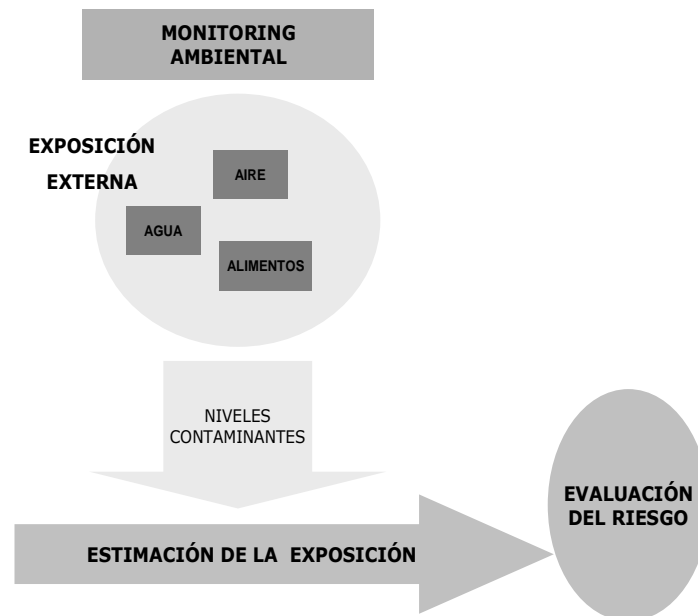 MONITORING
AMBIENTAL
EXPOSICIÓN
EXTERNA
AIRE
AGUA
ALIMENTOS
NIVELES
CONTAMINANTES
EVALUACIÓN
DEL RIESGO
ESTIMACIÓN DE LA EXPOSICIÓN